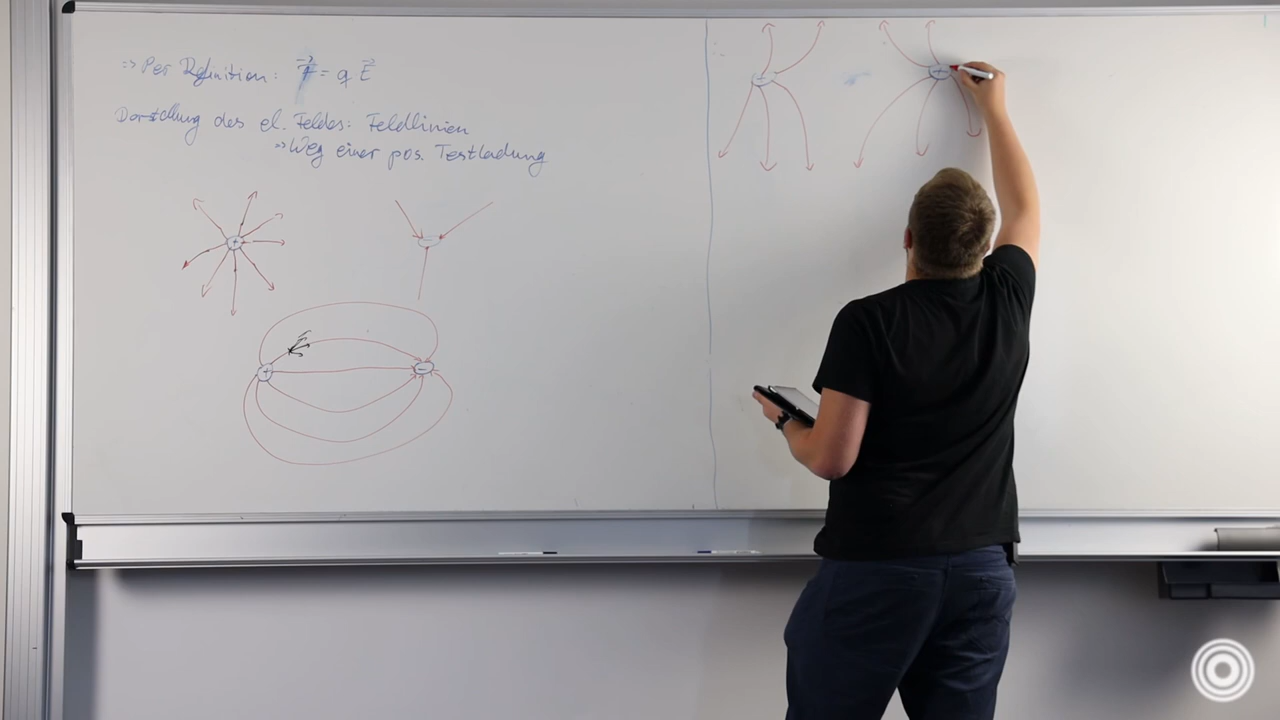 => Per Definition: F⃗ = q E⃗
Darstellung des el. Feldes: Feldlinien
=> Weg einer pos. Testladung
+
-
+
-
+